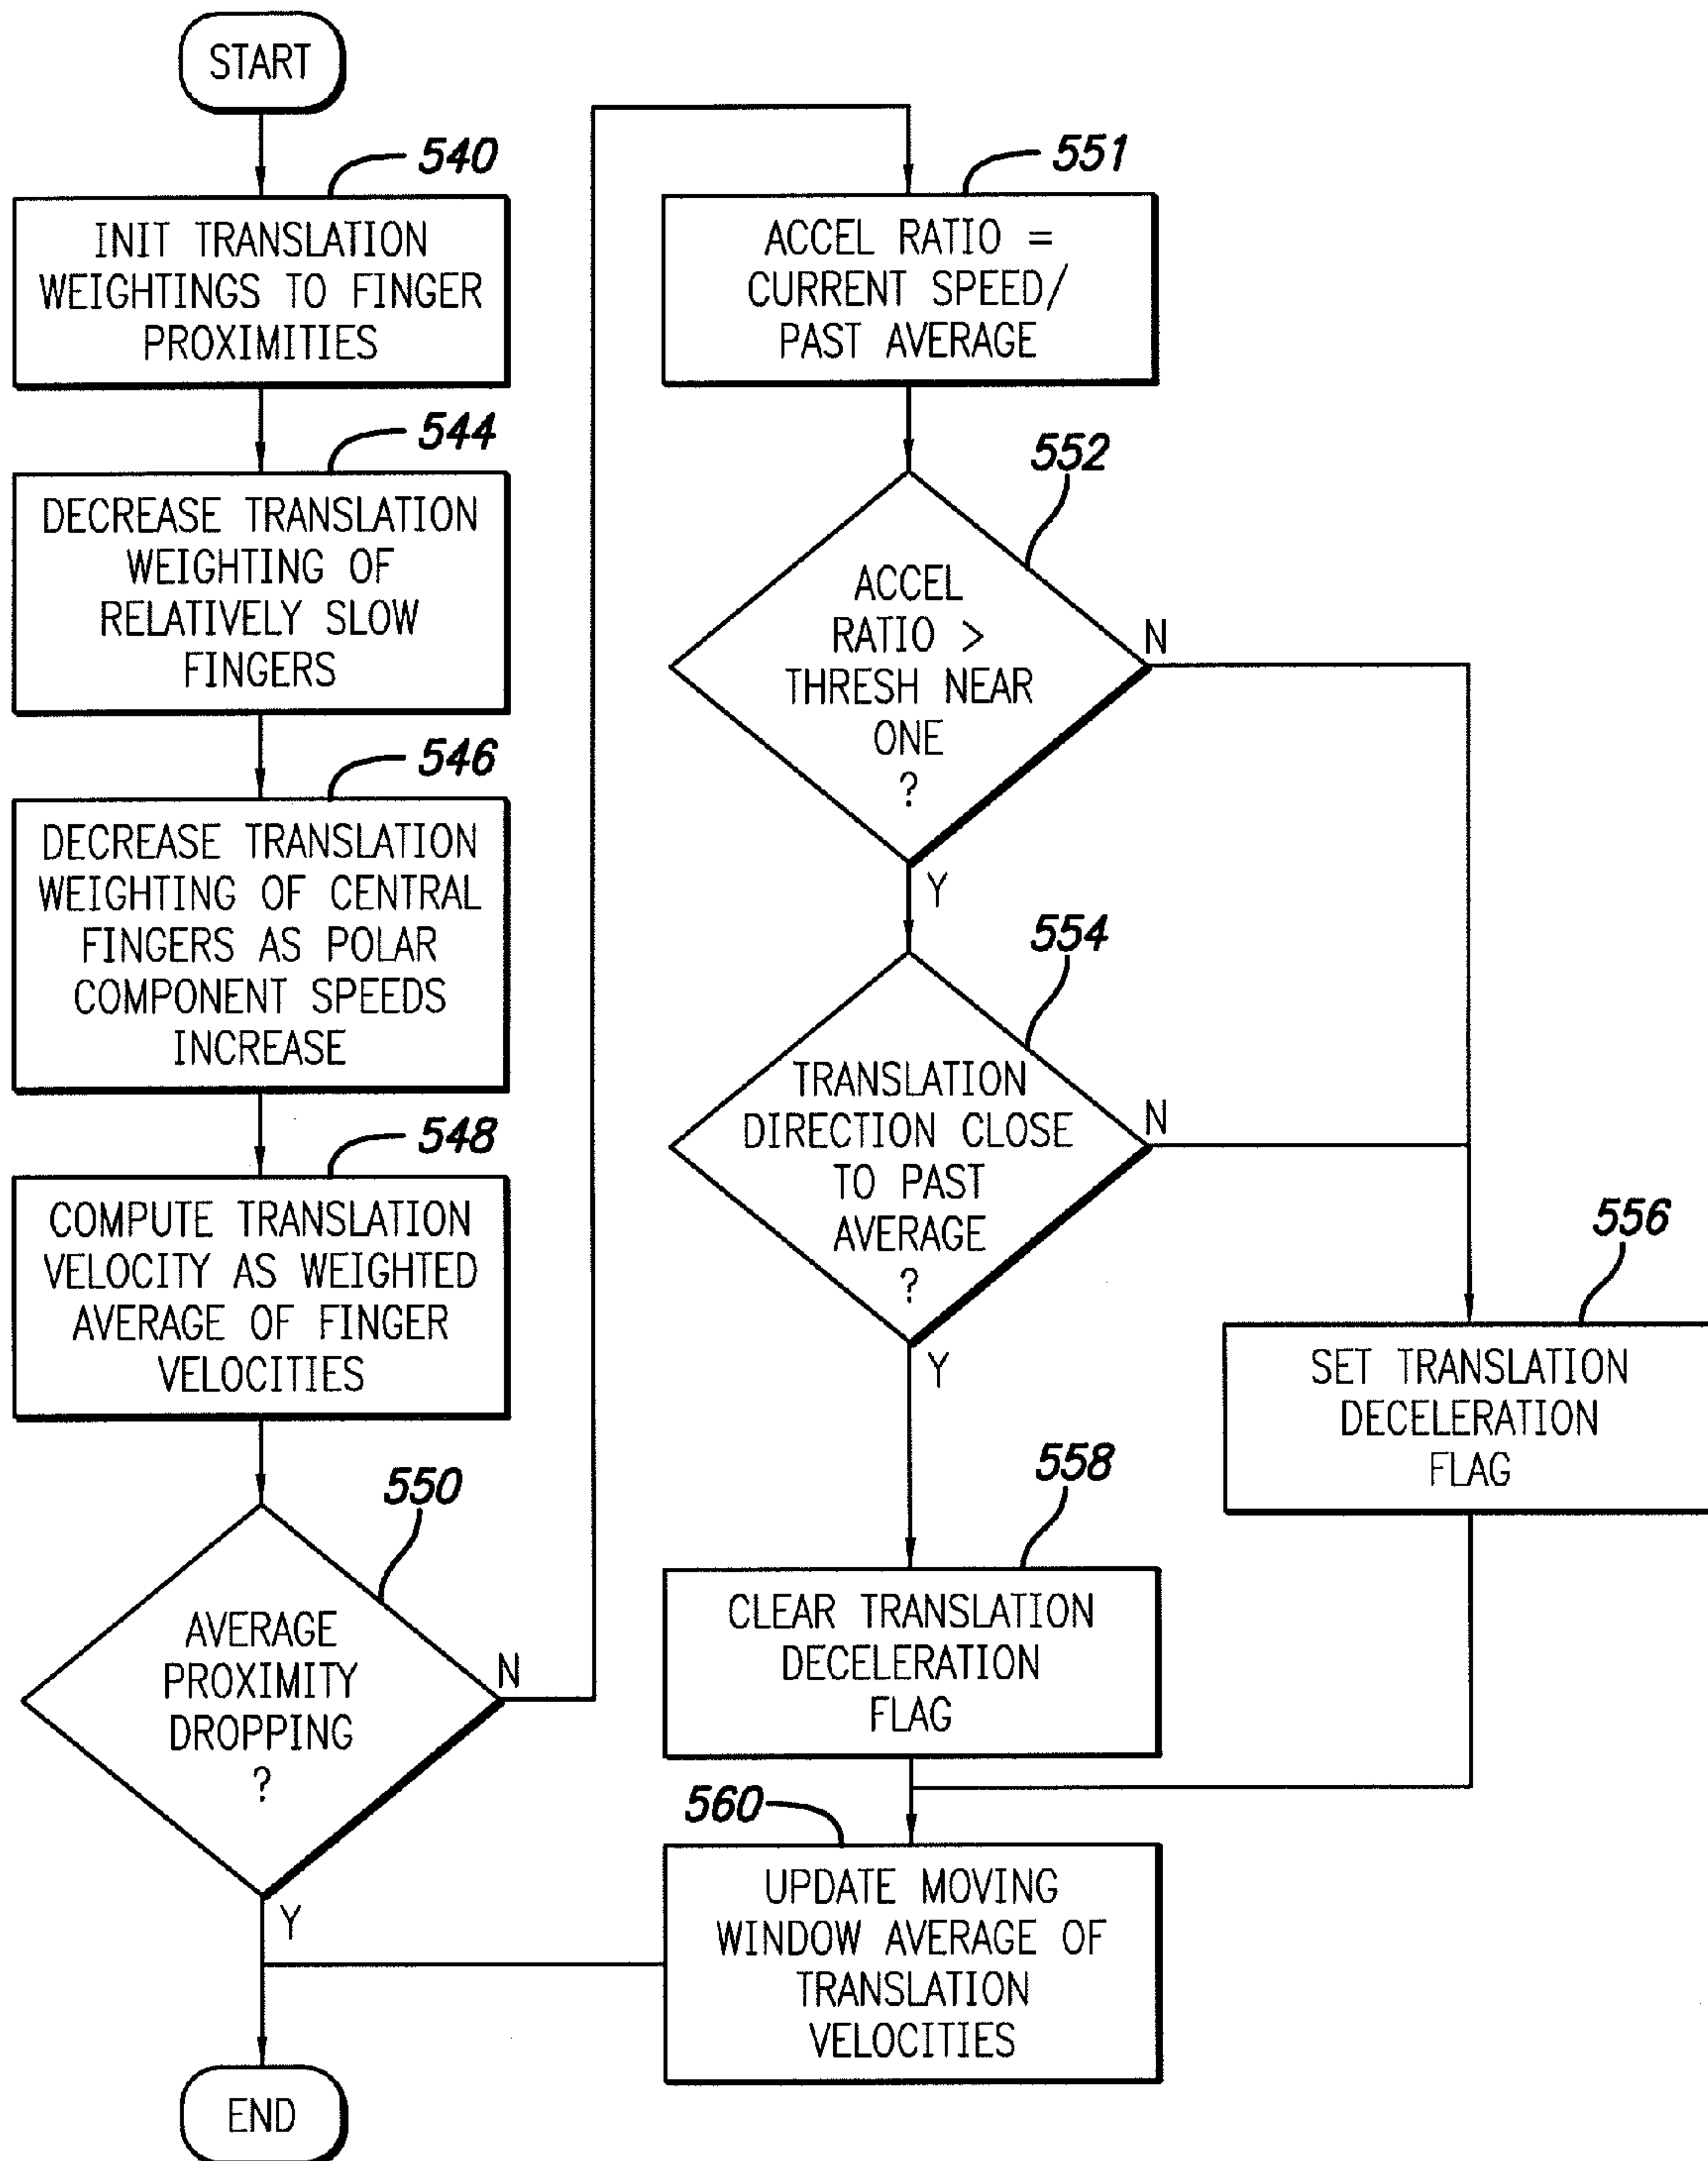 START
540
INIT TRANSLATION
WEIGHTINGS TO FINGER
PROXIMITIES
544
DECREASE TRANSLATION
WEIGHTING OF
RELATIVELY SLOW
FINGERS
546
DECREASE TRANSLATION
WEIGHTING OF CENTRAL
FINGERS AS POLAR
COMPONENT SPEEDS
INCREASE
548
COMPUTE TRANSLATION
VELOCITY AS WEIGHTED
AVERAGE OF FINGER
VELOCITIES
550
AVERAGE
PROXIMITY
DROPPING
?
N
Y
END
551
ACCEL RATIO =
CURRENT SPEED/
PAST AVERAGE
552
ACCEL
RATIO >
THRESH NEAR
ONE
?
N
Y
554
TRANSLATION
DIRECTION CLOSE
TO PAST
AVERAGE
?
N
Y
556
SET TRANSLATION
DECELERATION
FLAG
558
CLEAR TRANSLATION
DECELERATION
FLAG
560
UPDATE MOVING
WINDOW AVERAGE OF
TRANSLATION
VELOCITIES